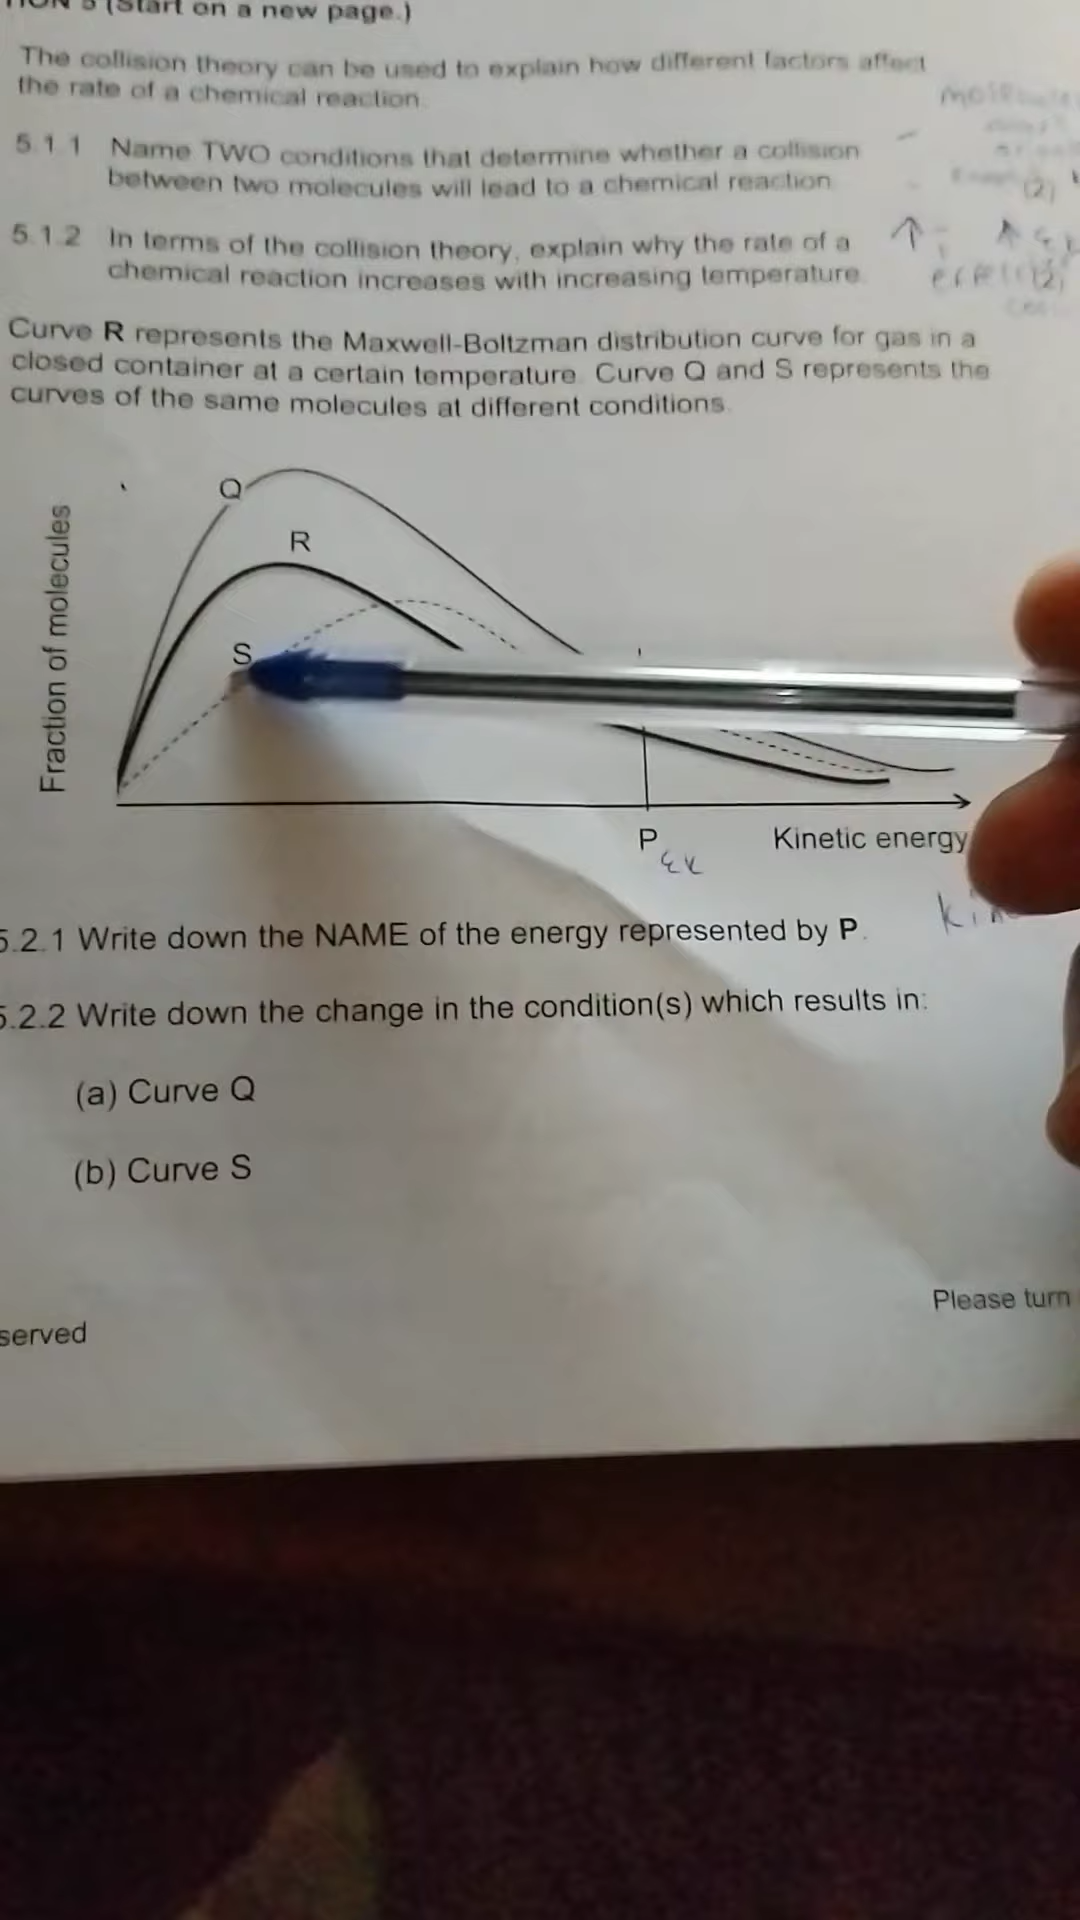 5 (Start on a new page.)
The collision theory can be used to explain how different factors affect
the rate of a chemical reaction.
5.1.1 Name TWO conditions that determine whether a collision
between two molecules will lead to a chemical reaction.
(2)
5.1.2 In terms of the collision theory, explain why the rate of a
chemical reaction increases with increasing temperature.
(2)
Curve R represents the Maxwell-Boltzman distribution curve for gas in a
closed container at a certain temperature. Curve Q and S represents the
curves of the same molecules at different conditions.
Fraction of molecules
Q
R
S
P
Kinetic energy
5.2.1 Write down the NAME of the energy represented by P.
5.2.2 Write down the change in the condition(s) which results in:
(a) Curve Q
(b) Curve S
Please turn
served